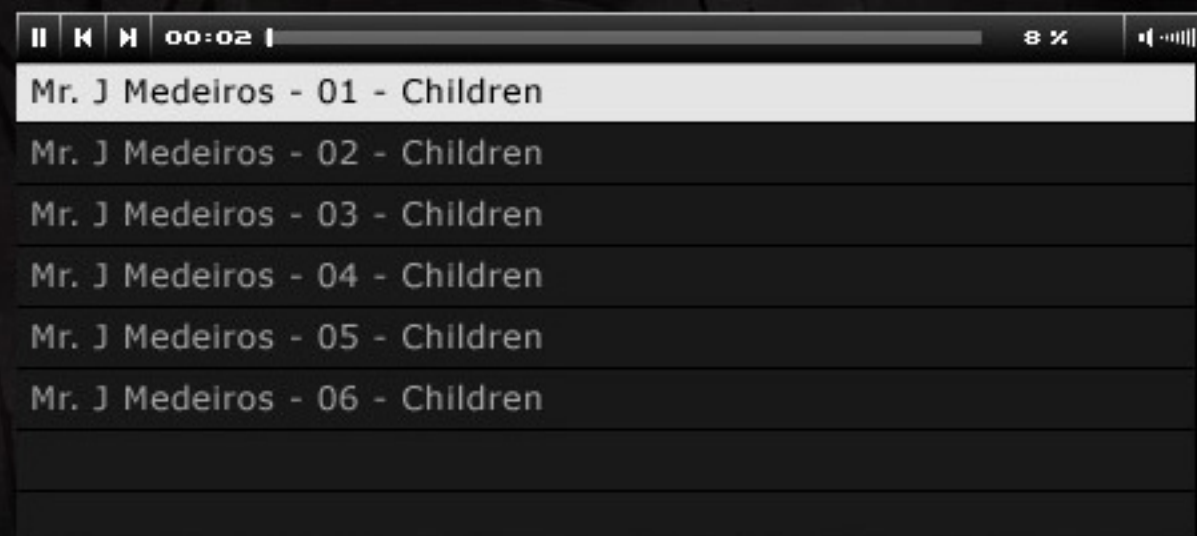 00:02 8 %
Mr. J Medeiros - 01 - Children
Mr. J Medeiros - 02 - Children
Mr. J Medeiros - 03 - Children
Mr. J Medeiros - 04 - Children
Mr. J Medeiros - 05 - Children
Mr. J Medeiros - 06 - Children